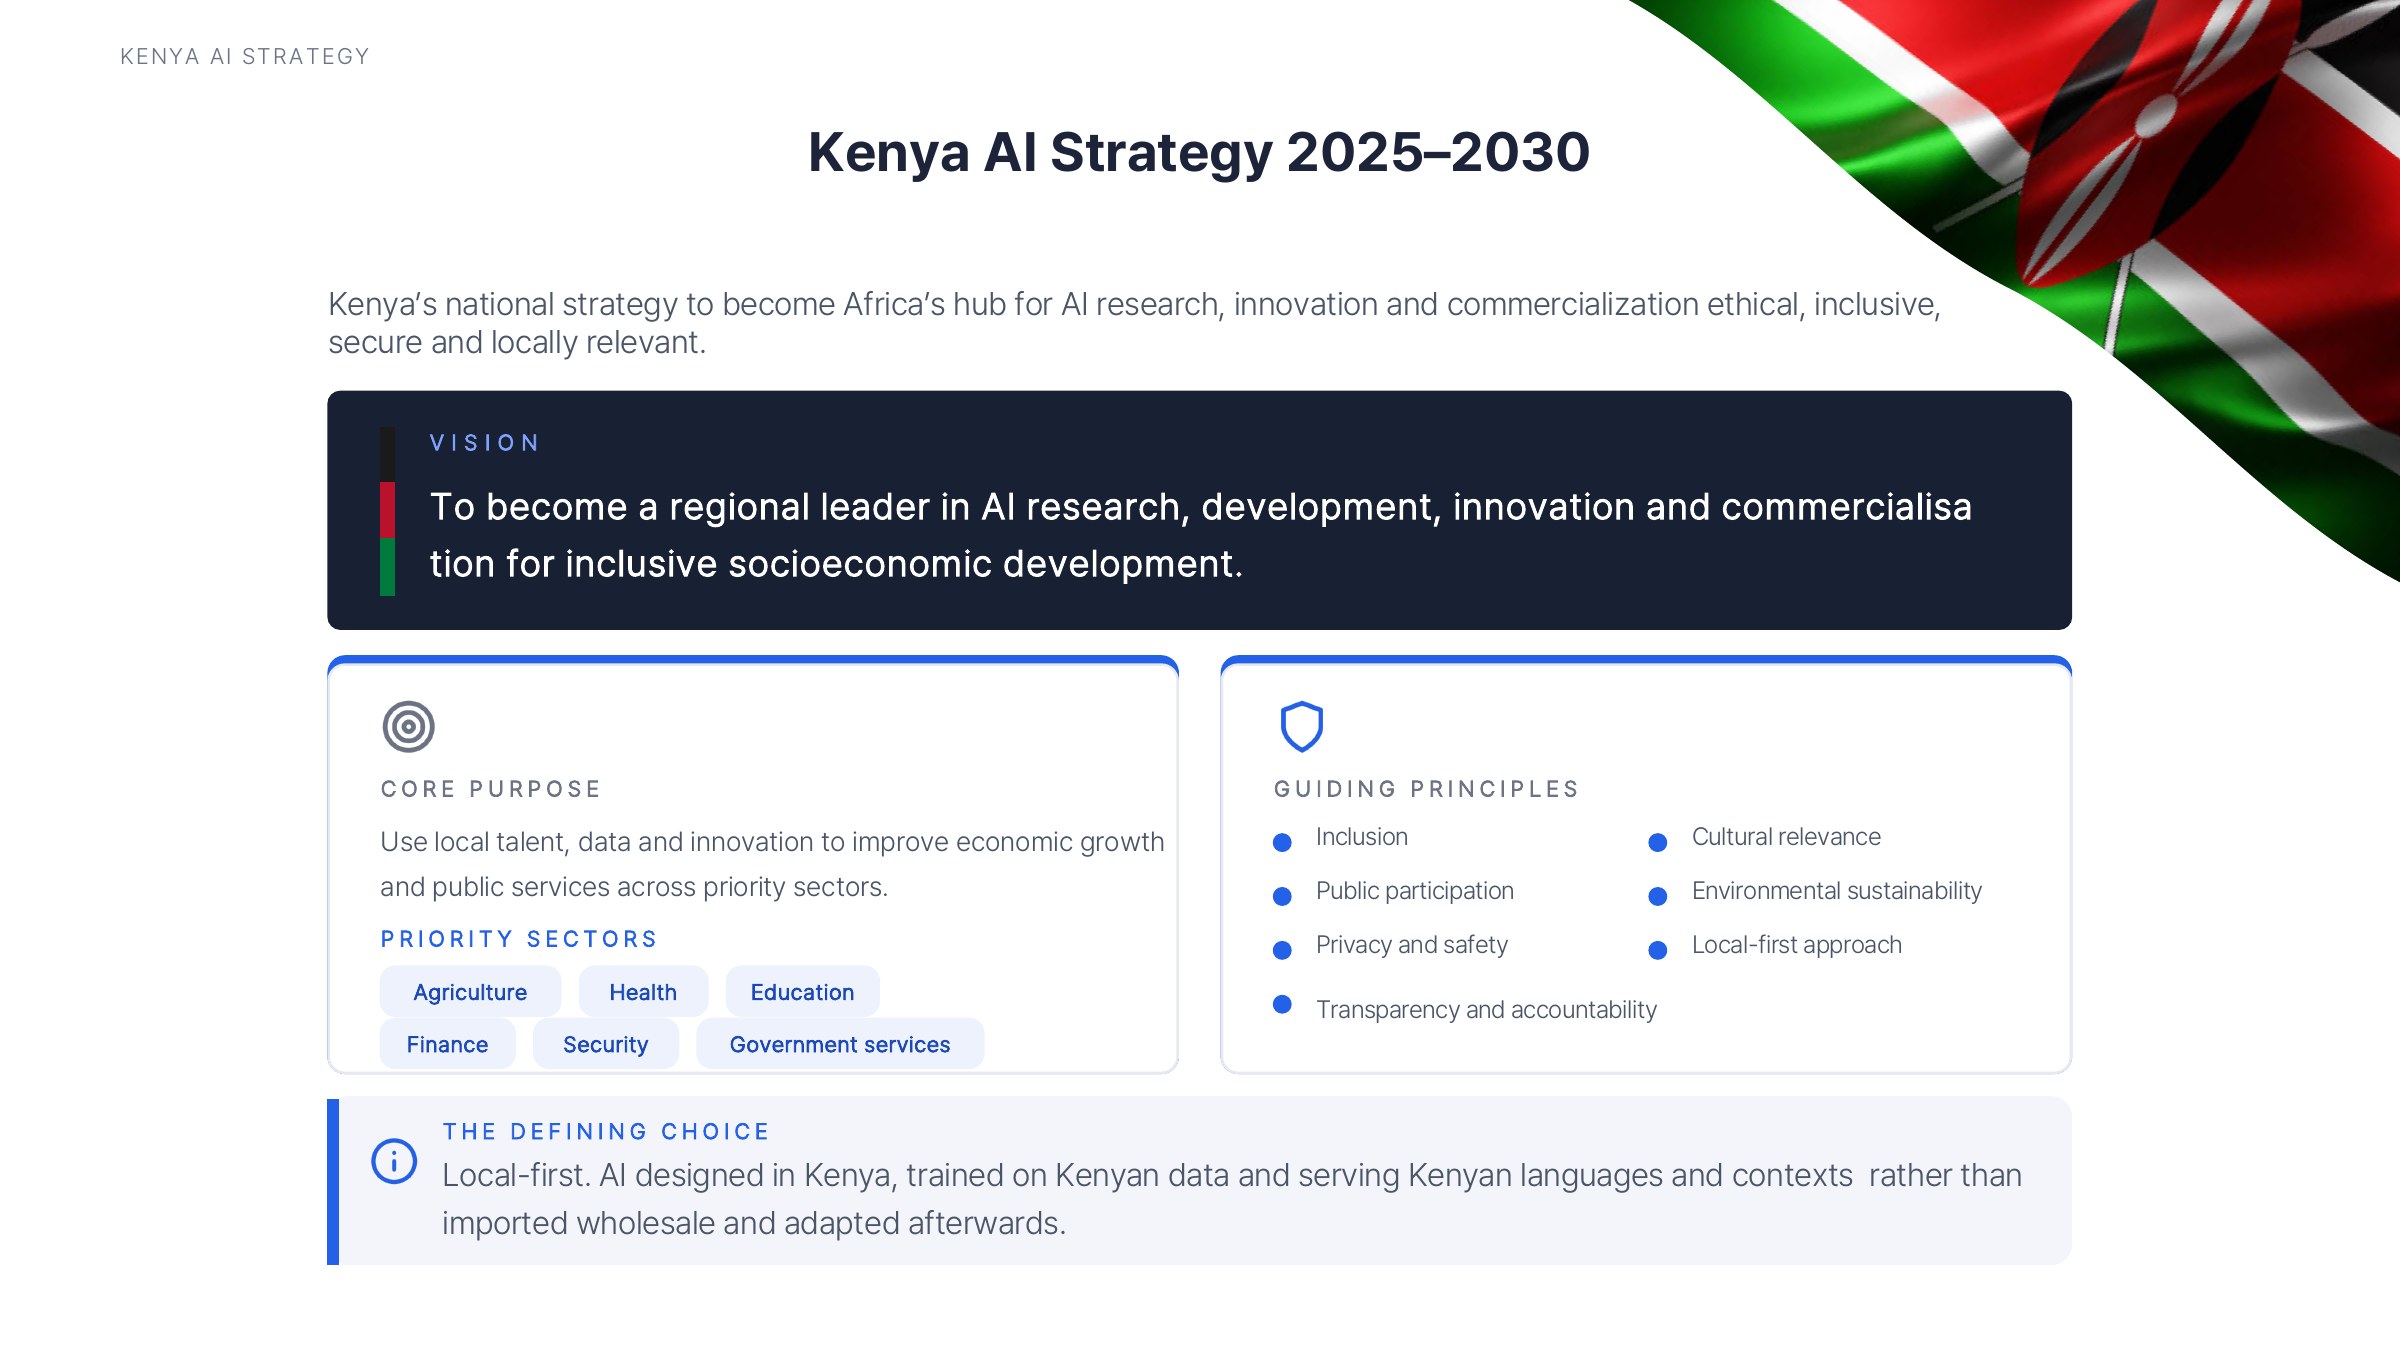 KENYA AI STRATEGY
Kenya AI Strategy 2025–2030
Kenya’s national strategy to become Africa’s hub for AI research, innovation and commercialization ethical, inclusive,
secure and locally relevant.
VISION
To become a regional leader in AI research, development, innovation and commercialisa
tion for inclusive socioeconomic development.
CORE PURPOSE
Use local talent, data and innovation to improve economic growth
and public services across priority sectors.
PRIORITY SECTORS
Agriculture Health Education
Finance Security Government services
GUIDING PRINCIPLES
Inclusion Cultural relevance
Public participation Environmental sustainability
Privacy and safety Local-first approach
Transparency and accountability
THE DEFINING CHOICE
Local-first. AI designed in Kenya, trained on Kenyan data and serving Kenyan languages and contexts  rather than
imported wholesale and adapted afterwards.